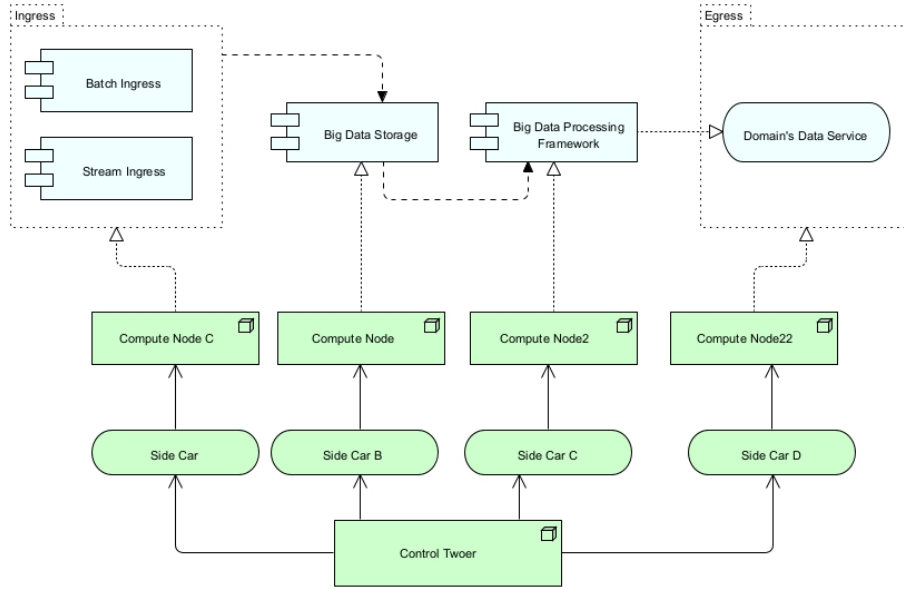 Ingress
Egress
Batch Ingress
Stream Ingress
Big Data Storage
Big Data Processing
Framework
Domain's Data Service
Compute Node C
Compute Node
Compute Node2
Compute Node22
Side Car
Side Car B
Side Car C
Side Car D
Control Twoer